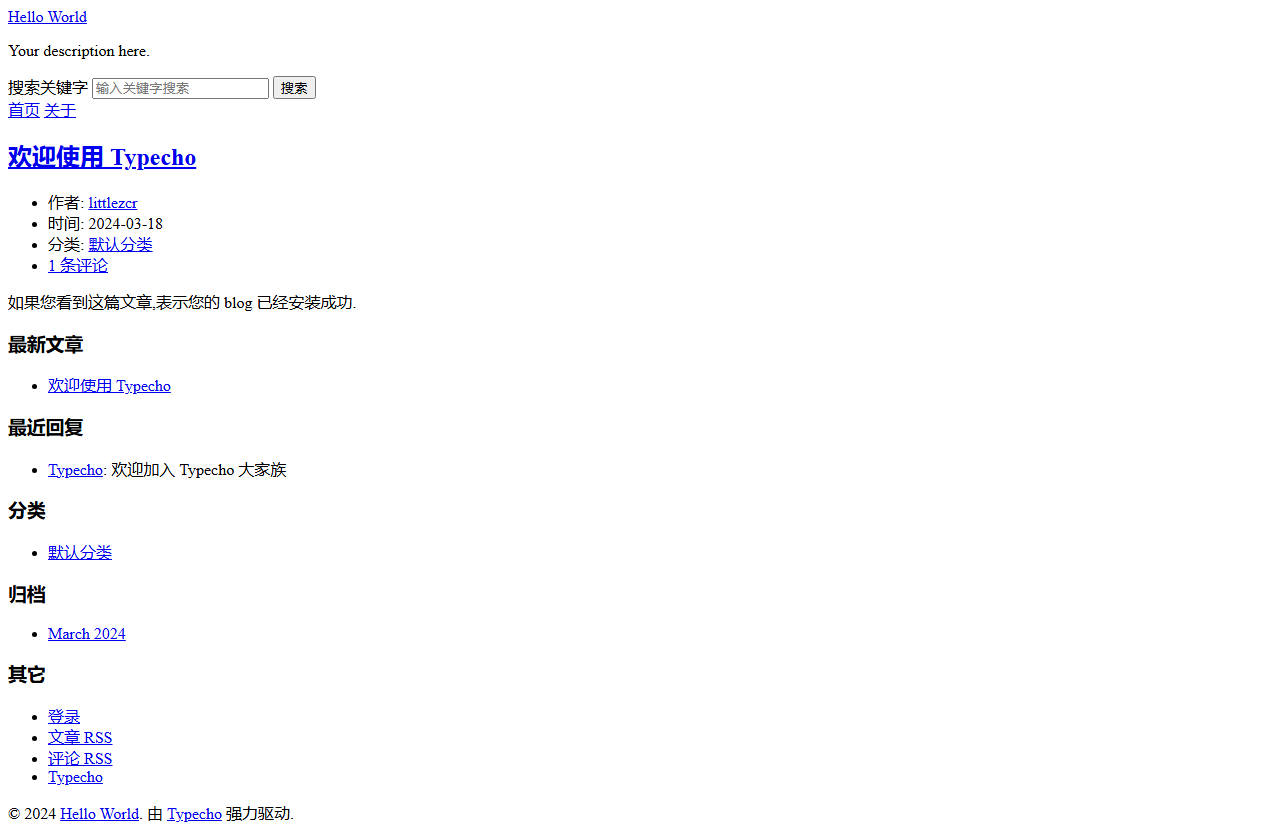 Hello World
Your description here.
搜索关键字 输入关键字搜索 搜索
首页 关于
欢迎使用 Typecho
作者: littlezcr
时间: 2024-03-18
分类: 默认分类
1 条评论
如果您看到这篇文章,表示您的 blog 已经安装成功.
最新文章
欢迎使用 Typecho
最近回复
Typecho: 欢迎加入 Typecho 大家族
分类
默认分类
归档
March 2024
其它
登录
文章 RSS
评论 RSS
Typecho
© 2024 Hello World. 由 Typecho 强力驱动.